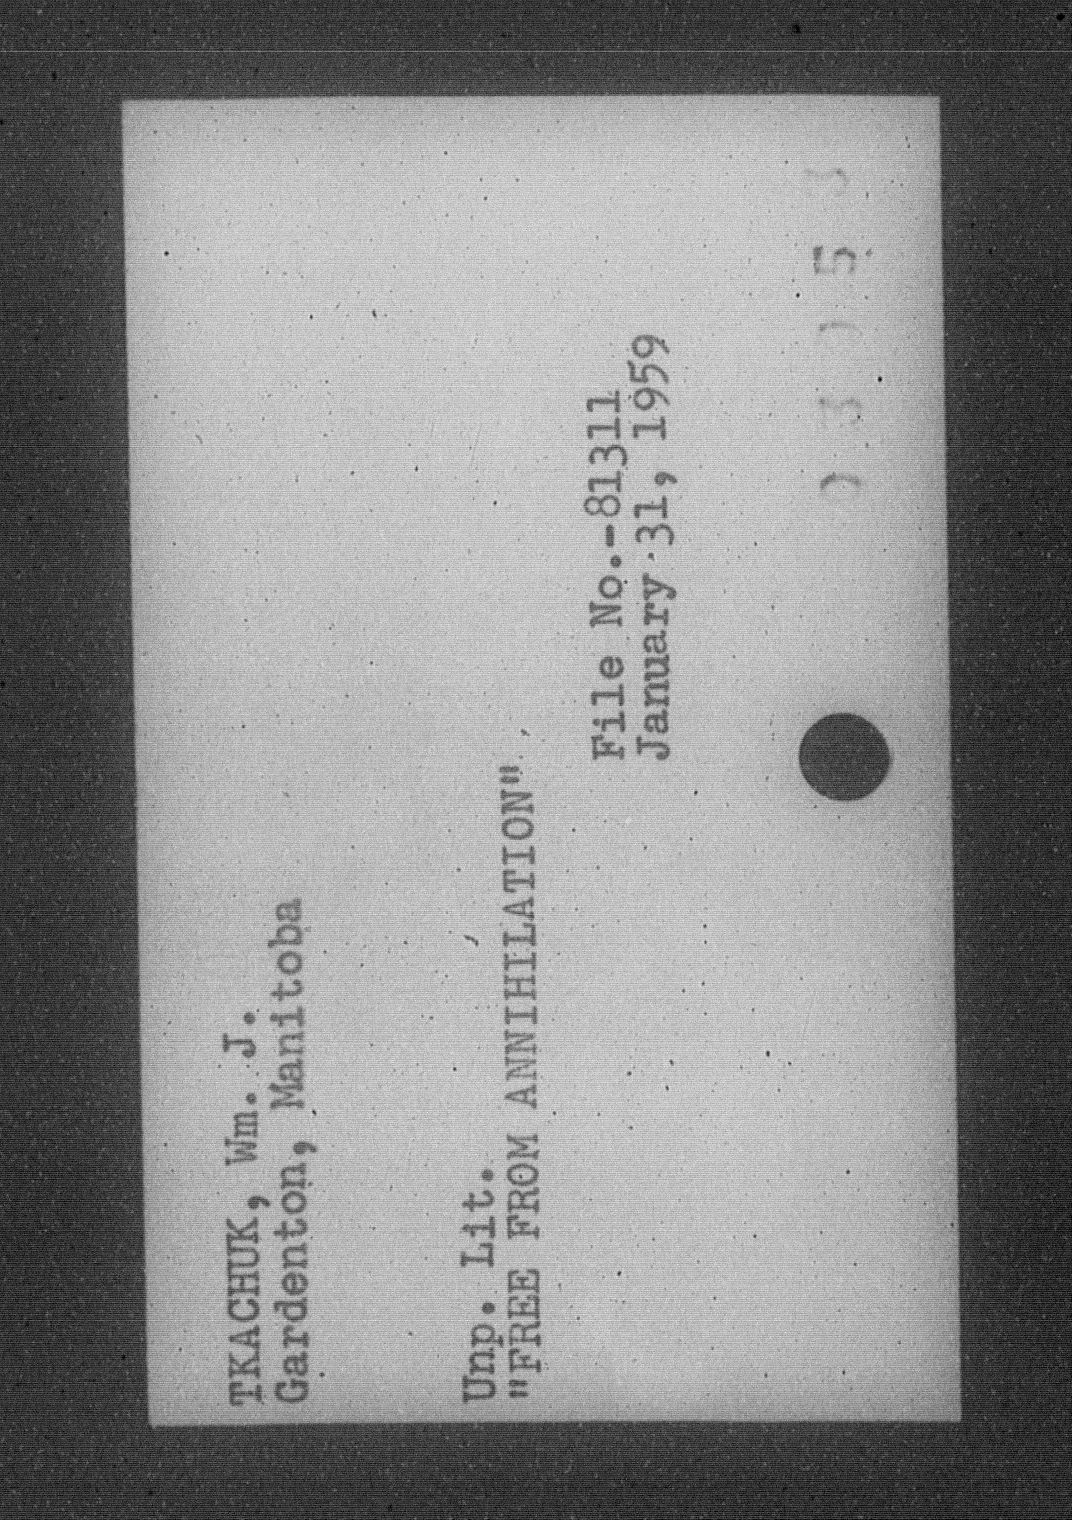 TKACHUK, Wm. J.
Gardenton, Manitoba
Unp. Lit.
"FREE FROM ANNIHILATION"
File No.-81311
January 31, 1959